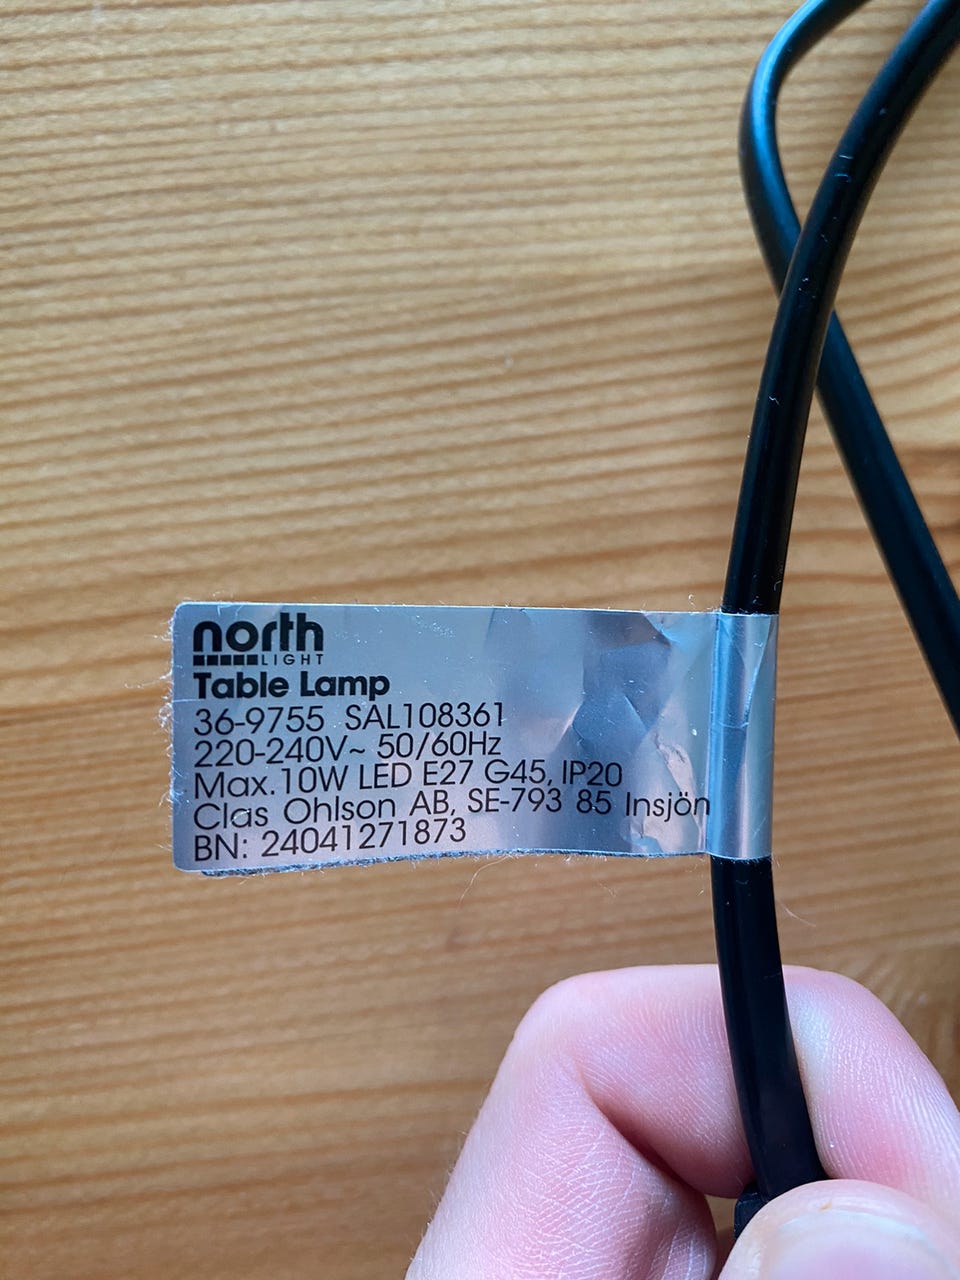 north
LIGHT
Table Lamp
36-9755 SAL108361
220-240V~ 50/60Hz
Max. 10W LED E27 G45, IP20
Clas Ohlson AB, SE-793 85 Insjön
BN: 24041271873